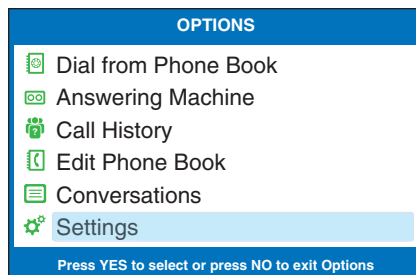 OPTIONS
Dial from Phone Book
Answering Machine
Call History
Edit Phone Book
Conversations
Settings
Press YES to select or press NO to exit Options